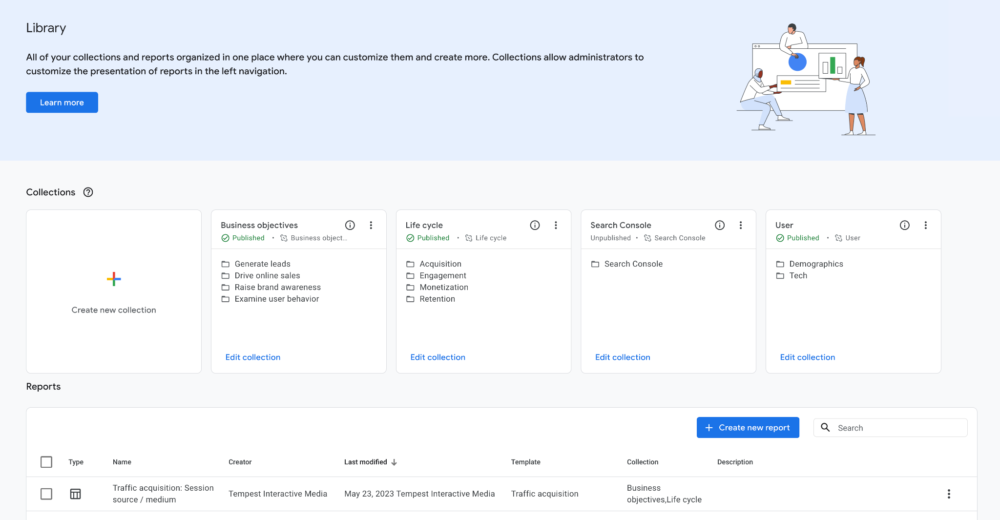 Library
All of your collections and reports organized in one place where you can customize them and create more. Collections allow administrators to
customize the presentation of reports in the left navigation.
Learn more
Collections
Create new collection
Business objectives
Published • Business object...
Generate leads
Drive online sales
Raise brand awareness
Examine user behavior
Edit collection
Life cycle
Published • Life cycle
Acquisition
Engagement
Monetization
Retention
Edit collection
Search Console
Unpublished • Search Console
Search Console
Edit collection
User
Published • User
Demographics
Tech
Edit collection
Reports
Create new report
Search
Type Name Creator Last modified Template Collection Description
Traffic acquisition: Session
source / medium
Tempest Interactive Media
May 23, 2023 Tempest Interactive Media
Traffic acquisition
Business
objectives,Life cycle